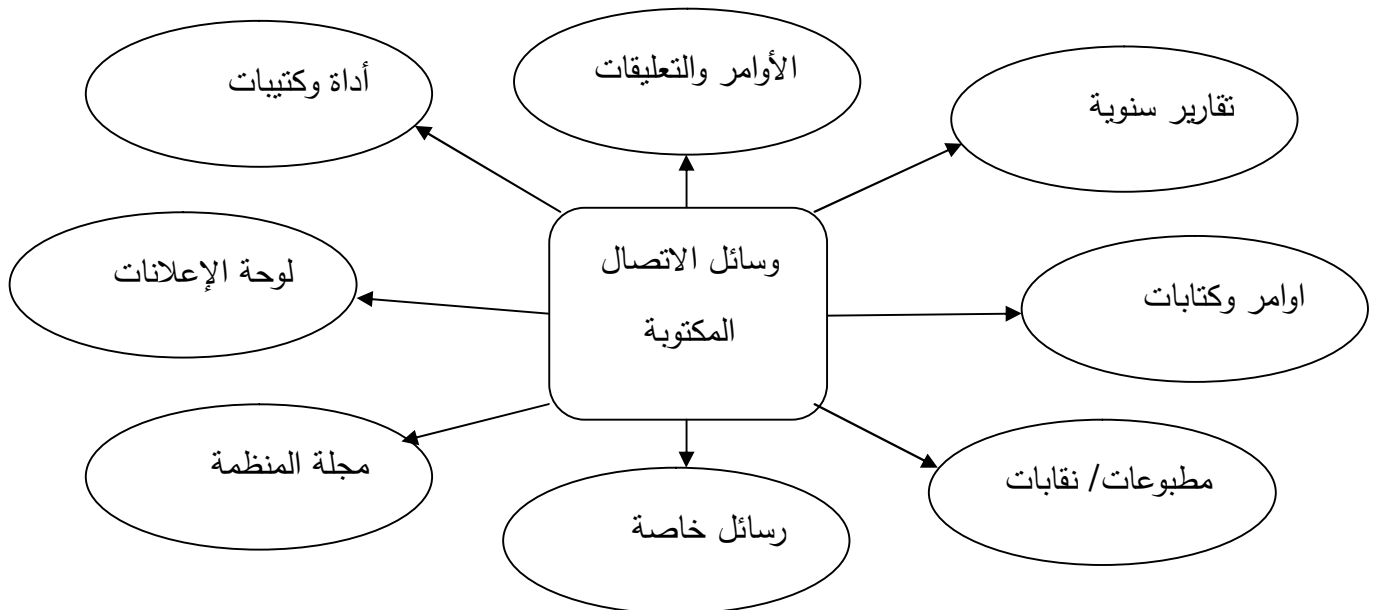 الأوامر والتعليقات
أداة وكتيبات
تقارير سنوية
وسائل الاتصال
المكتوبة
لوحة الإعلانات
اوامر وكتابات
مجلة المنظمة
مطبوعات/ نقابات
رسائل خاصة